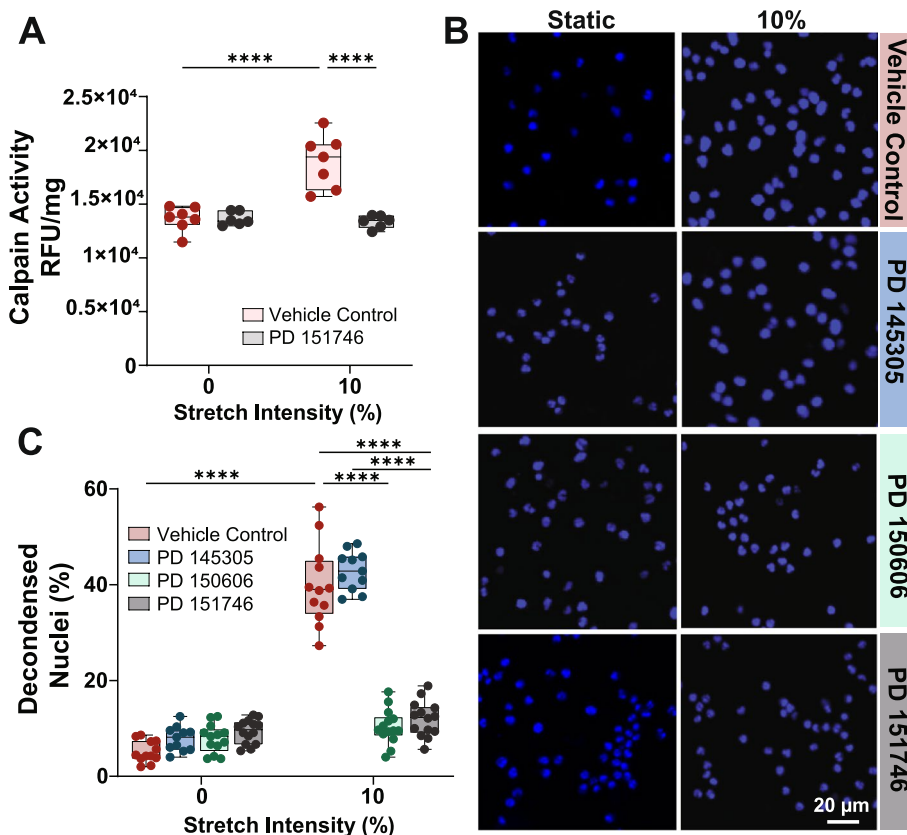 A
****
****
Calpain Activity
RFU/mg
2.5×10⁴
2×10⁴
1.5×10⁴
1×10⁴
0.5×10⁴
0
Vehicle Control
PD 151746
0
10
Stretch Intensity (%)
B
Static
10%
Vehicle Control
PD 145305
PD 150606
PD 151746
20 µm
C
****
****
****
****
Decondensed
Nuclei (%)
60
40
20
0
Vehicle Control
PD 145305
PD 150606
PD 151746
0
10
Stretch Intensity (%)